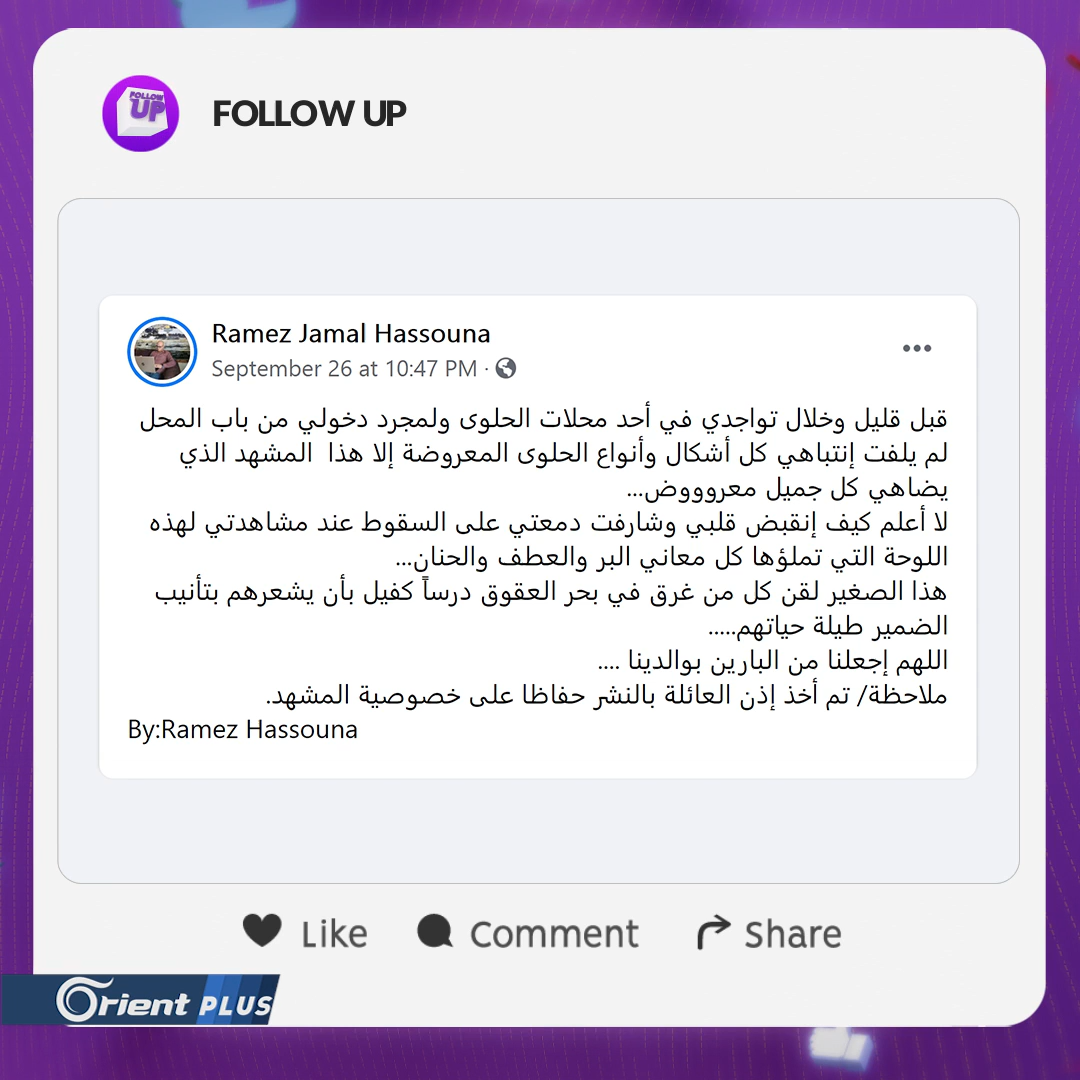 FOLLOW UP
FOLLOW UP
Ramez Jamal Hassouna
September 26 at 10:47 PM ·
قبل قليل وخلال تواجدي في أحد محلات الحلوى ولمجرد دخولي من باب المحل
لم يلفت إنتباهي كل أشكال وأنواع الحلوى المعروضة إلا هذا المشهد الذي
يضاهي كل جميل معروووض...
لا أعلم كيف إنقبض قلبي وشارفت دمعتي على السقوط عند مشاهدتي لهذه
اللوحة التي تملؤها كل معاني البر والعطف والحنان...
هذا الصغير لقن كل من غرق في بحر العقوق درساً كفيل بأن يشعرهم بتأنيب
الضمير طيلة حياتهم.....
اللهم إجعلنا من البارين بوالدينا ....
ملاحظة/ تم أخذ إذن العائلة بالنشر حفاظا على خصوصية المشهد.
By:Ramez Hassouna
Like Comment Share
Orient PLUS